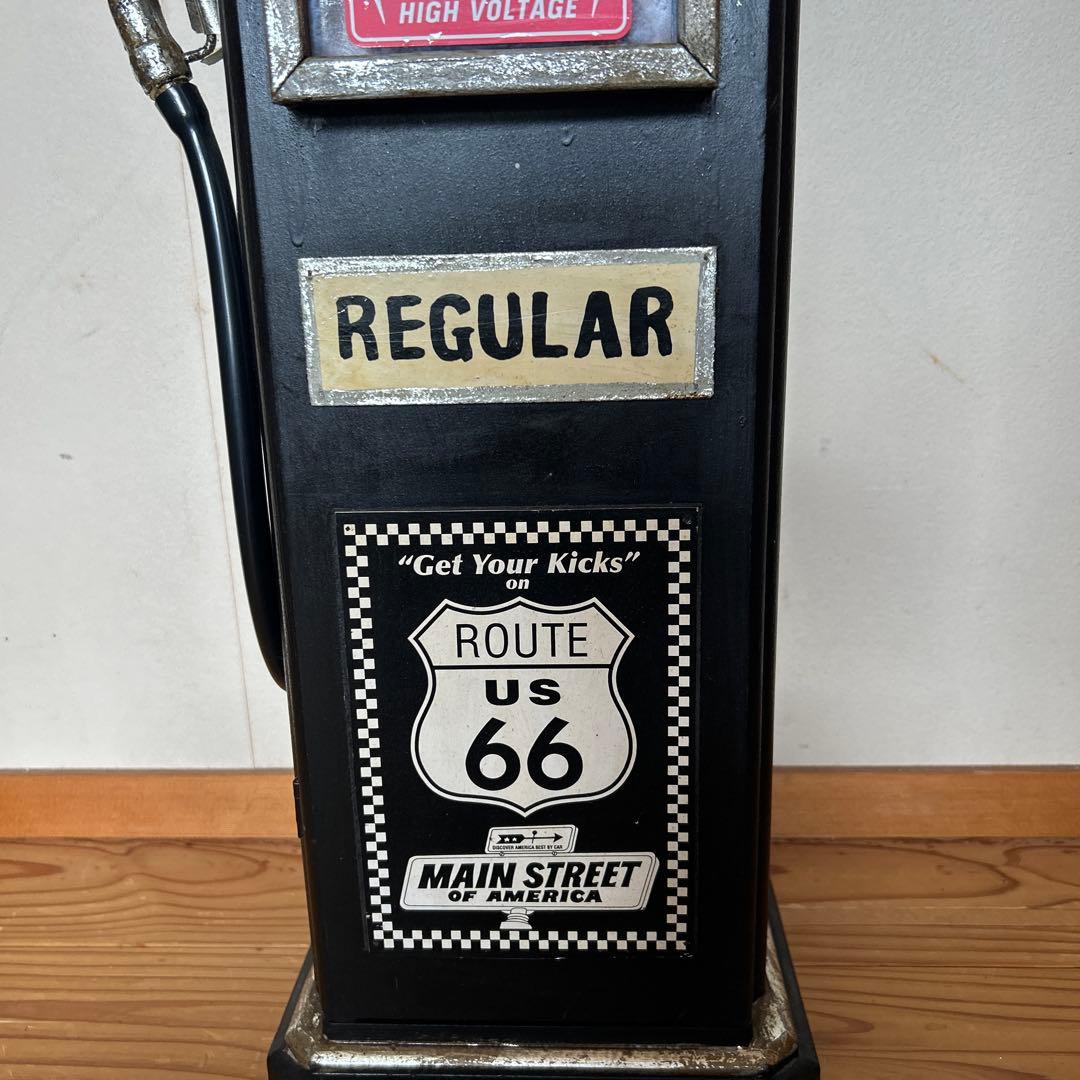 HIGH VOLTAGE
REGULAR
“Get Your Kicks”
on
ROUTE
US
66
DISCOVER AMERICA BEST BY CAR
MAIN STREET
OF AMERICA